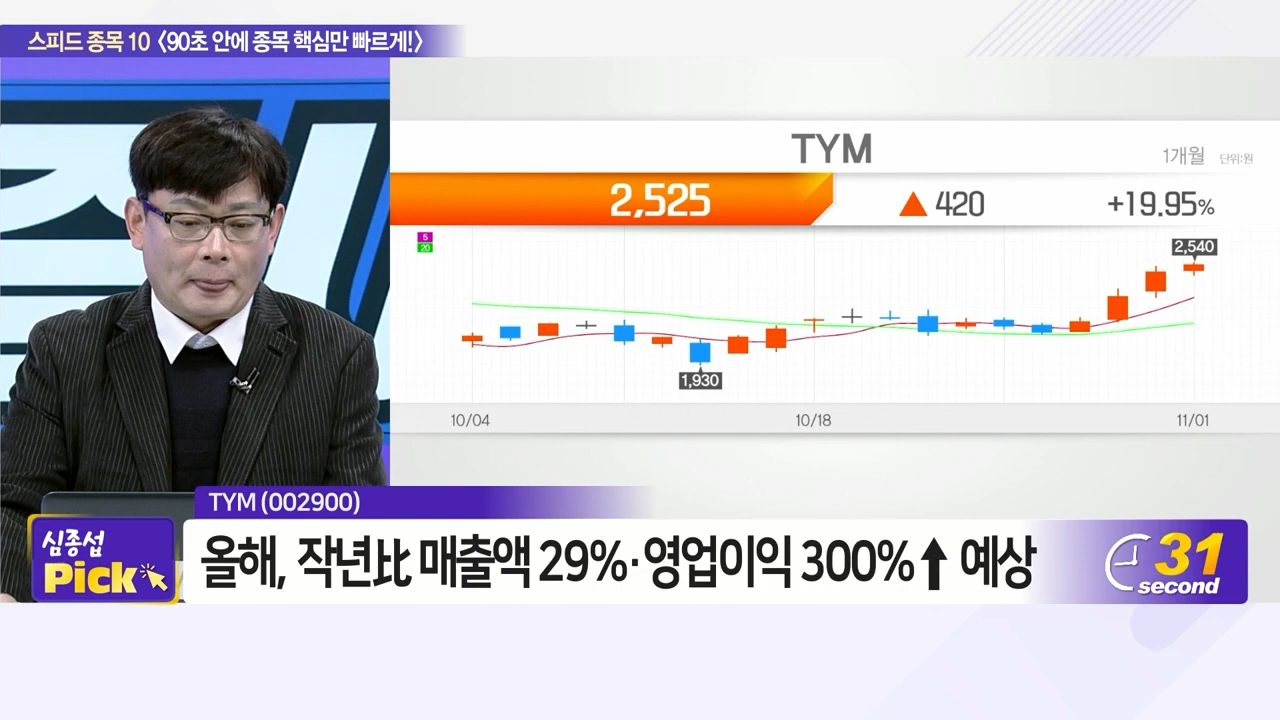 스피드 종목 10 〈90초 안에 종목 핵심만 빠르게!〉
TYM
1개월 단위:원
2,525 ▲ 420 +19.95%
5
20
2,540
1,930
10/04 10/18 11/01
TYM (002900)
심종섭
Pick
올해, 작년比 매출액 29%·영업이익 300%⬆ 예상
31
second